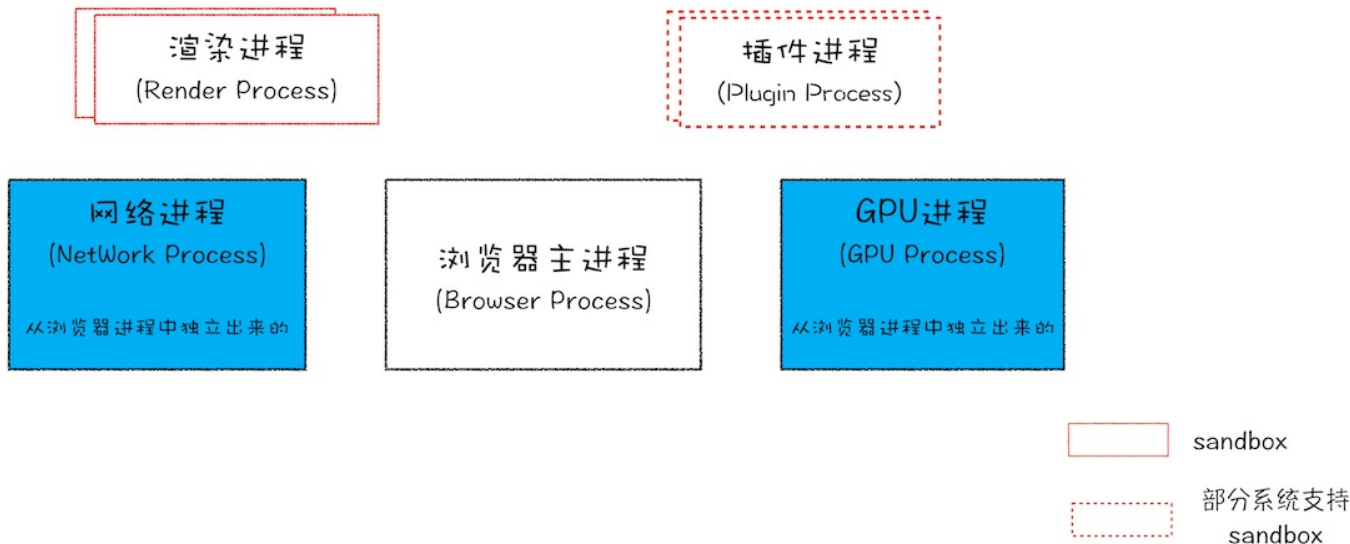 渲染进程
(Render Process)
插件进程
(Plugin Process)
网络进程
(NetWork Process)
从浏览器进程中独立出来的
浏览器主进程
(Browser Process)
GPU进程
(GPU Process)
从浏览器进程中独立出来的
sandbox
部分系统支持
sandbox